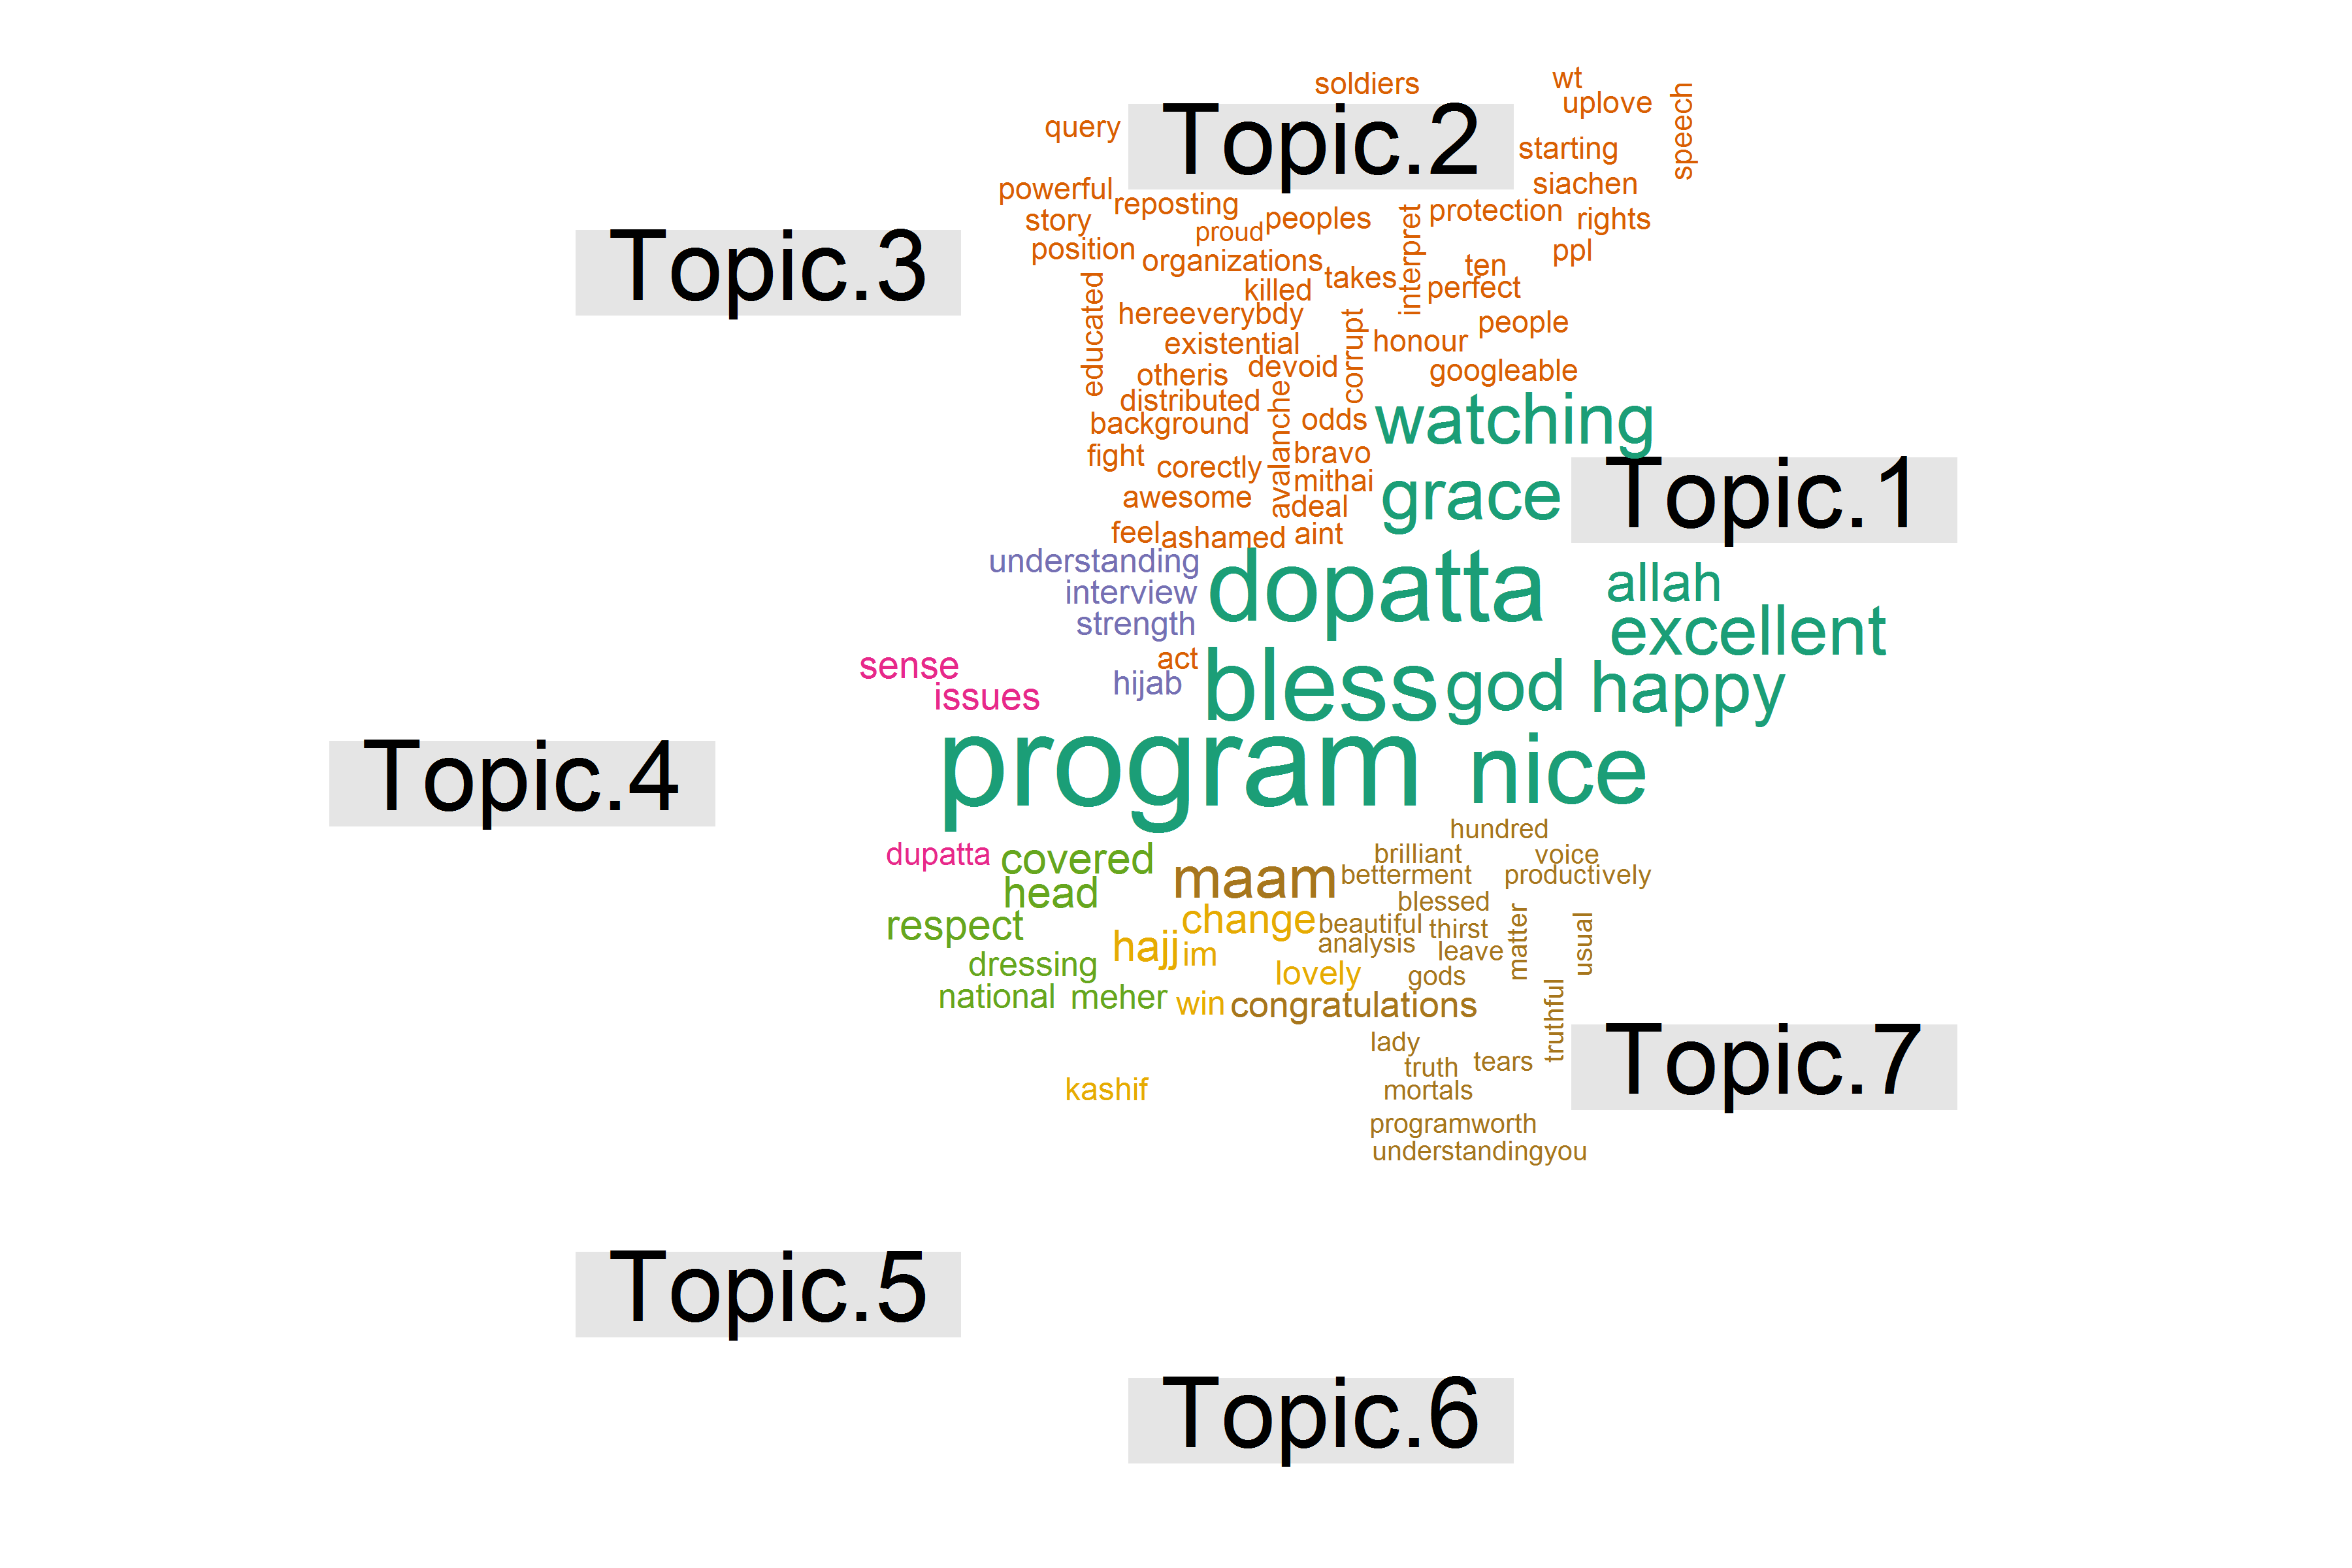 soldiers
wt
uplove
speech
query
Topic.2
starting
siachen
powerful
reposting
peoples
interpret
protection
rights
story
proud
position
organizations
takes
ten
ppl
Topic.3
educated
killed
perfect
hereeverybdy
corrupt
people
existential
honour
otheris
devoid
googleable
distributed
avalanche
background
odds
watching
fight
corectly
bravo
mithai
awesome
deal
grace
Topic.1
feel
ashamed
aint
understanding
interview
strength
dopatta
allah
excellent
sense
act
issues
hijab
bless
god
happy
Topic.4
program
nice
hundred
dupatta
covered
maam
brilliant
voice
betterment
productively
head
blessed
respect
change
beautiful
thirst
matter
usual
hajj
im
analysis
leave
dressing
lovely
gods
national
meher
win
congratulations
truthful
lady
truth
tears
Topic.7
kashif
mortals
programworth
understandingyou
Topic.5
Topic.6